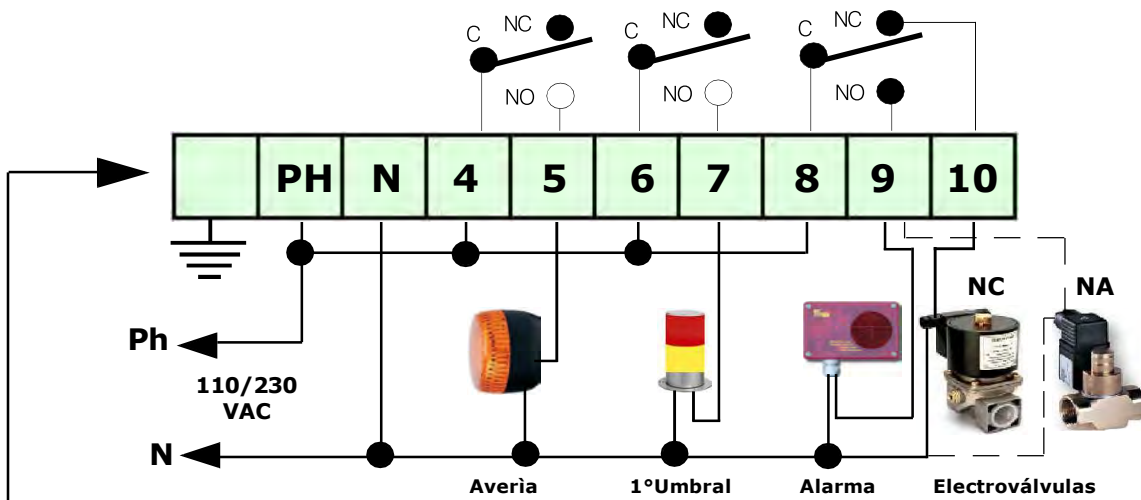 C NC C NC C NC
NO NO NO
PH N 4 5 6 7 8 9 10
NC NA
Ph
110/230
VAC
N
Averìa 1°Umbral Alarma Electroválvulas